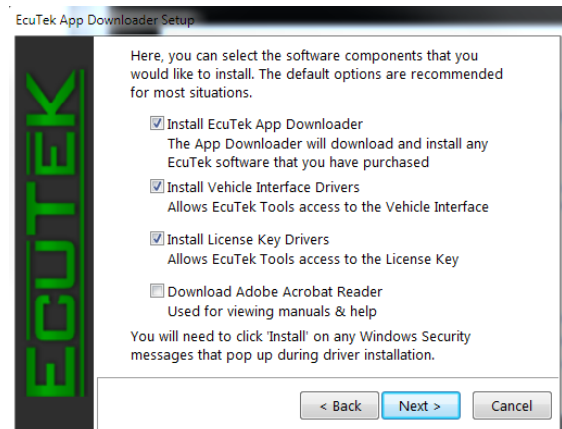 EcuTek App Downloader Setup
Here, you can select the software components that you
would like to install. The default options are recommended
for most situations.
Install EcuTek App Downloader
The App Downloader will download and install any
EcuTek software that you have purchased
Install Vehicle Interface Drivers
Allows EcuTek Tools access to the Vehicle Interface
Install License Key Drivers
Allows EcuTek Tools access to the License Key
Download Adobe Acrobat Reader
Used for viewing manuals & help
You will need to click 'Install' on any Windows Security
messages that pop up during driver installation.
< Back
Next >
Cancel
ECUTEK